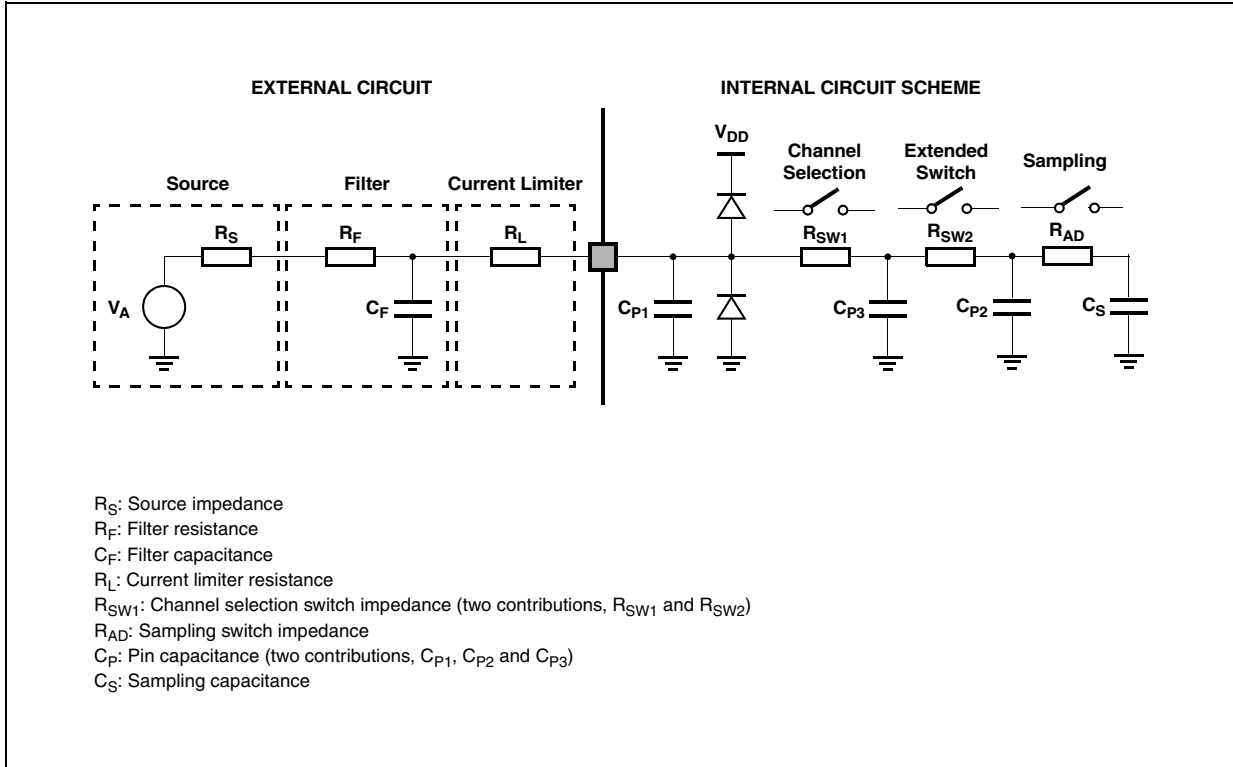 EXTERNAL CIRCUIT
INTERNAL CIRCUIT SCHEME
Source
Filter
Current Limiter
VDD
Channel
Selection
Extended
Switch
Sampling
RS
RF
RL
RSW1
RSW2
RAD
VA
CF
CP1
CP3
CP2
CS
RS: Source impedance
RF: Filter resistance
CF: Filter capacitance
RL: Current limiter resistance
RSW1: Channel selection switch impedance (two contributions, RSW1 and RSW2)
RAD: Sampling switch impedance
CP: Pin capacitance (two contributions, CP1, CP2 and CP3)
CS: Sampling capacitance